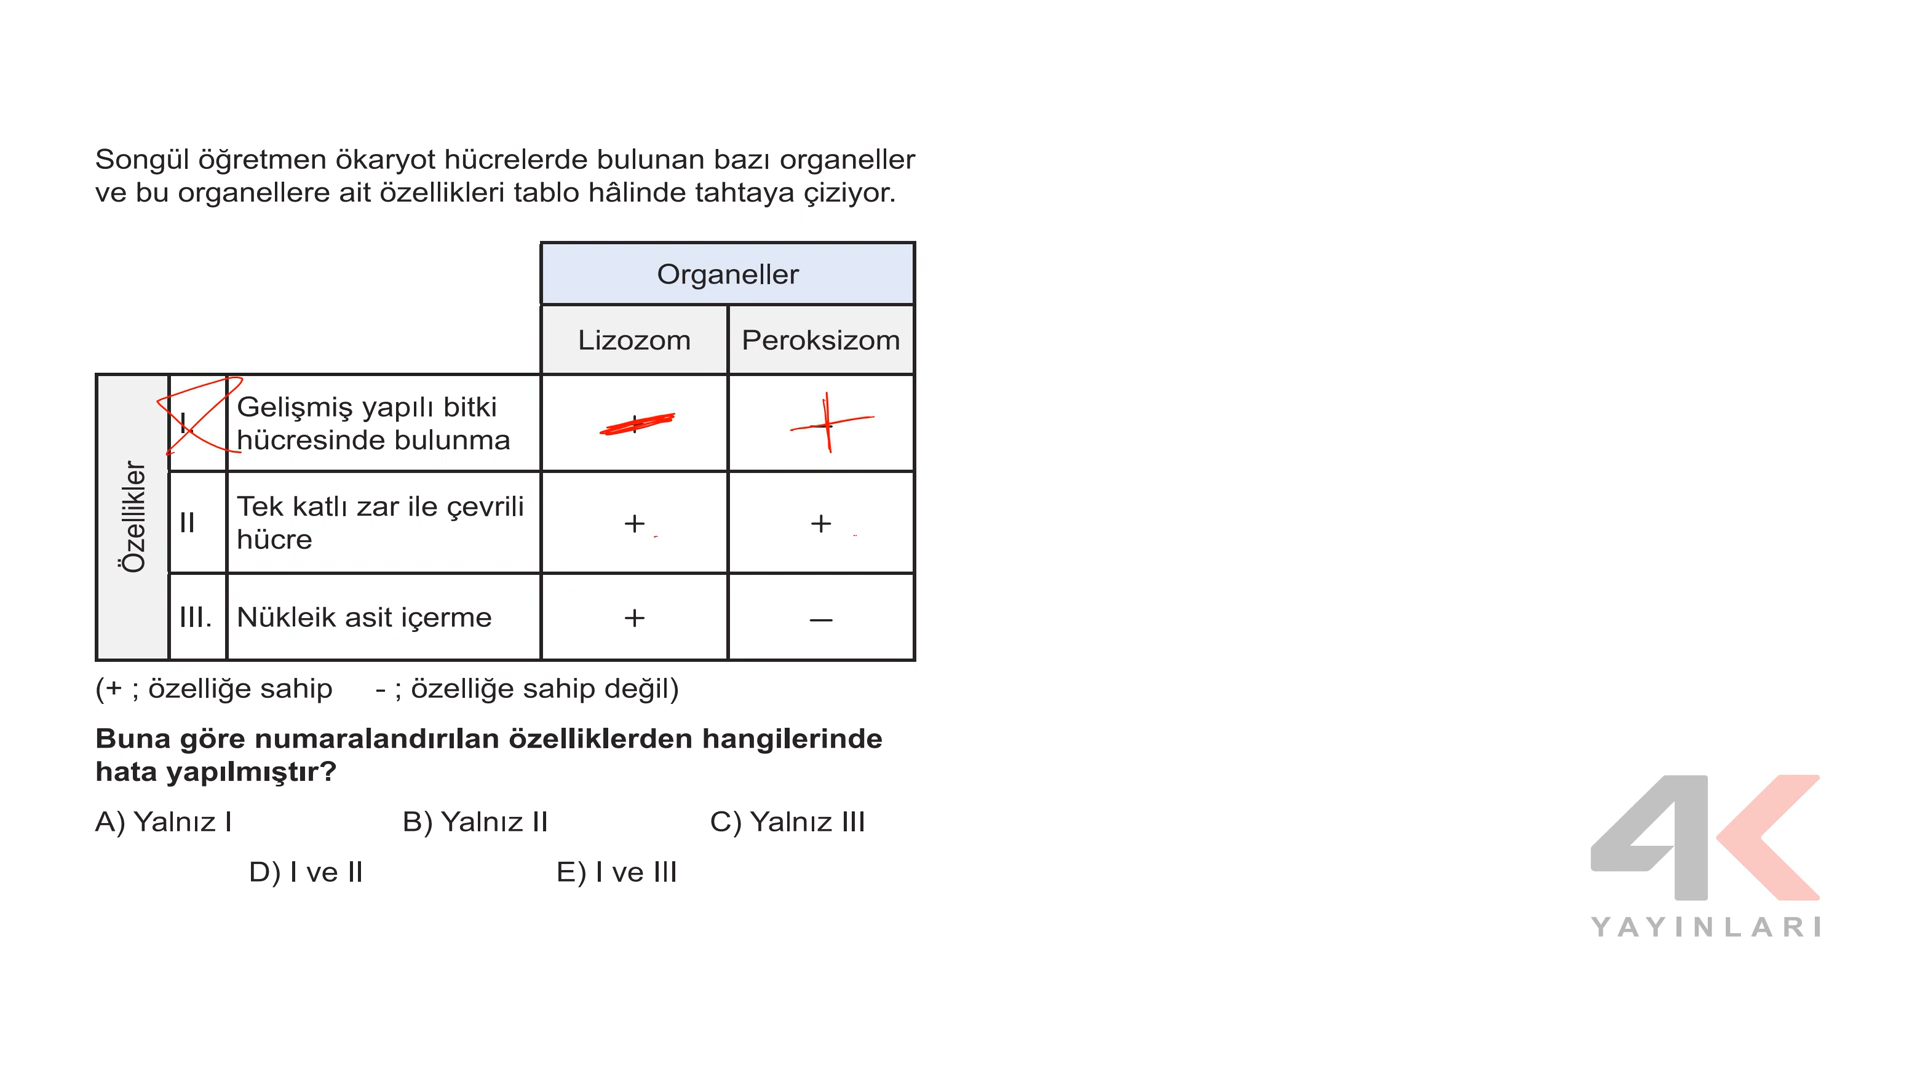 Songül öğretmen ökaryot hücrelerde bulunan bazı organeller
ve bu organellere ait özellikleri tablo hâlinde tahtaya çiziyor.
Organeller
Lizozom Peroksizom
Özellikler
I. Gelişmiş yapılı bitki
hücresinde bulunma + –
II Tek katlı zar ile çevrili
hücre + +
III. Nükleik asit içerme + –
(+ ; özelliğe sahip - ; özelliğe sahip değil)
Buna göre numaralandırılan özelliklerden hangilerinde
hata yapılmıştır?
A) Yalnız I B) Yalnız II C) Yalnız III
D) I ve II E) I ve III
4K
YAYINLARI